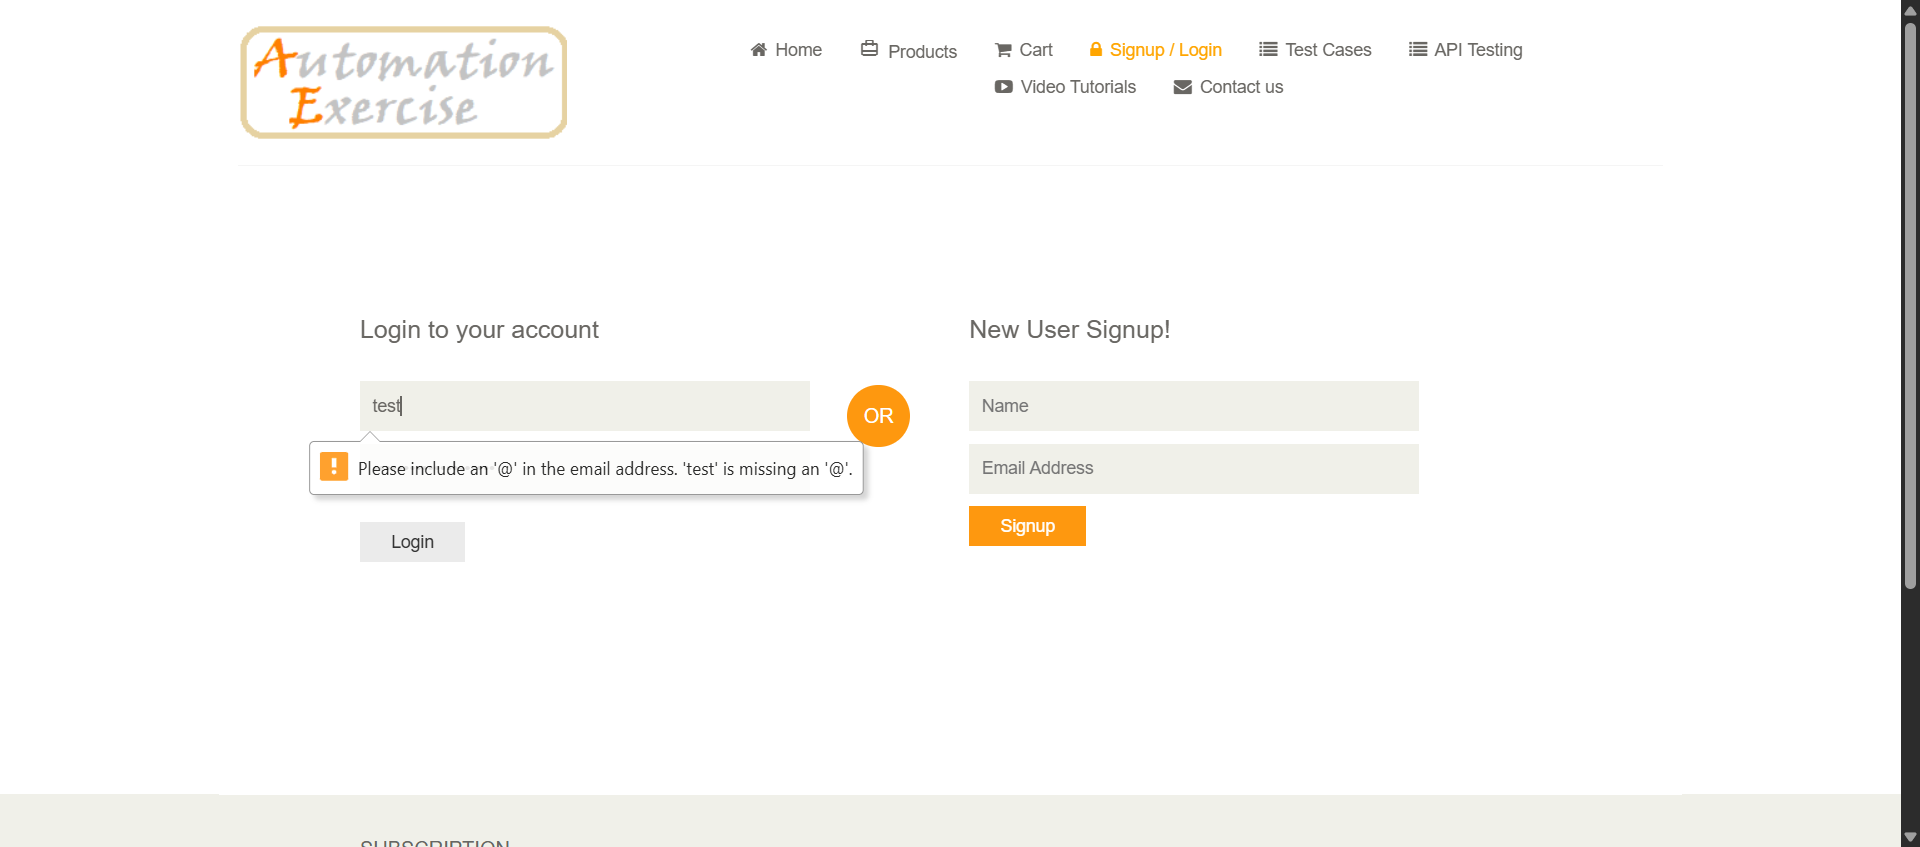 Automation
Exercise
Home
Products
Cart
Signup / Login
Test Cases
API Testing
Video Tutorials
Contact us
Login to your account
test
Please include an '@' in the email address. 'test' is missing an '@'.
Login
OR
New User Signup!
Name
Email Address
Signup
SUBSCRIPTION